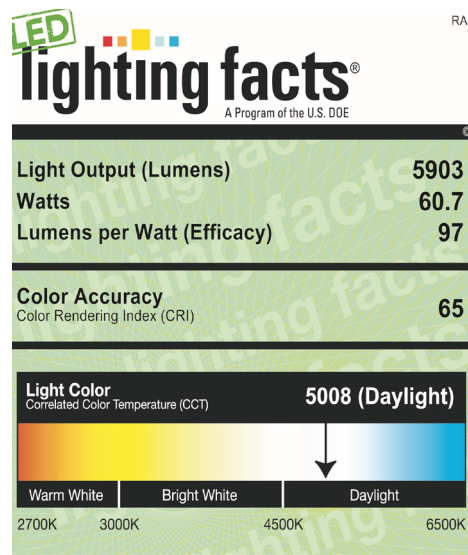 LED
RA
lighting facts®
A Program of the U.S. DOE
Light Output (Lumens) 5903
Watts 60.7
Lumens per Watt (Efficacy) 97
Color Accuracy
Color Rendering Index (CRI) 65
Light Color
Correlated Color Temperature (CCT) 5008 (Daylight)
Warm White Bright White Daylight
2700K 3000K 4500K 6500K